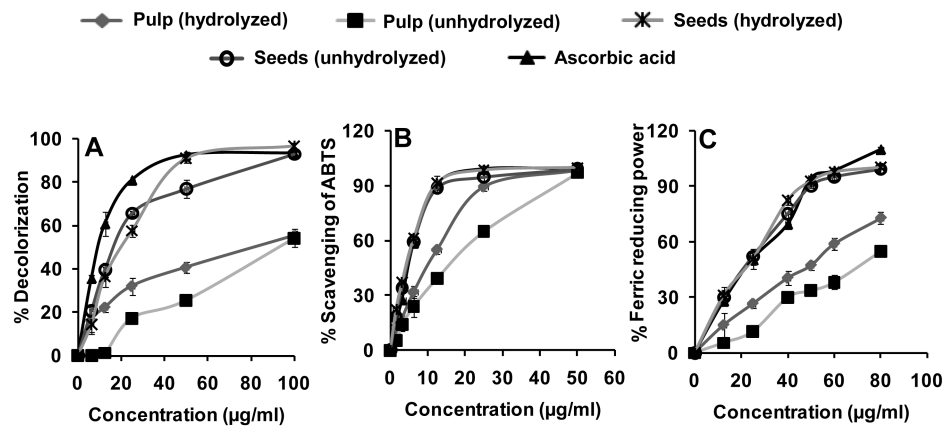 Pulp (hydrolyzed) Pulp (unhydrolyzed) Seeds (hydrolyzed)
Seeds (unhydrolyzed) Ascorbic acid
A
% Decolorization
100
80
60
40
20
0
0 20 40 60 80 100
Concentration (µg/ml)
B
% Scavenging of ABTS
120
90
60
30
0
0 10 20 30 40 50 60
Concentration (µg/ml)
C
% Ferric reducing power
120
90
60
30
0
0 20 40 60 80 100
Concentration (µg/ml)